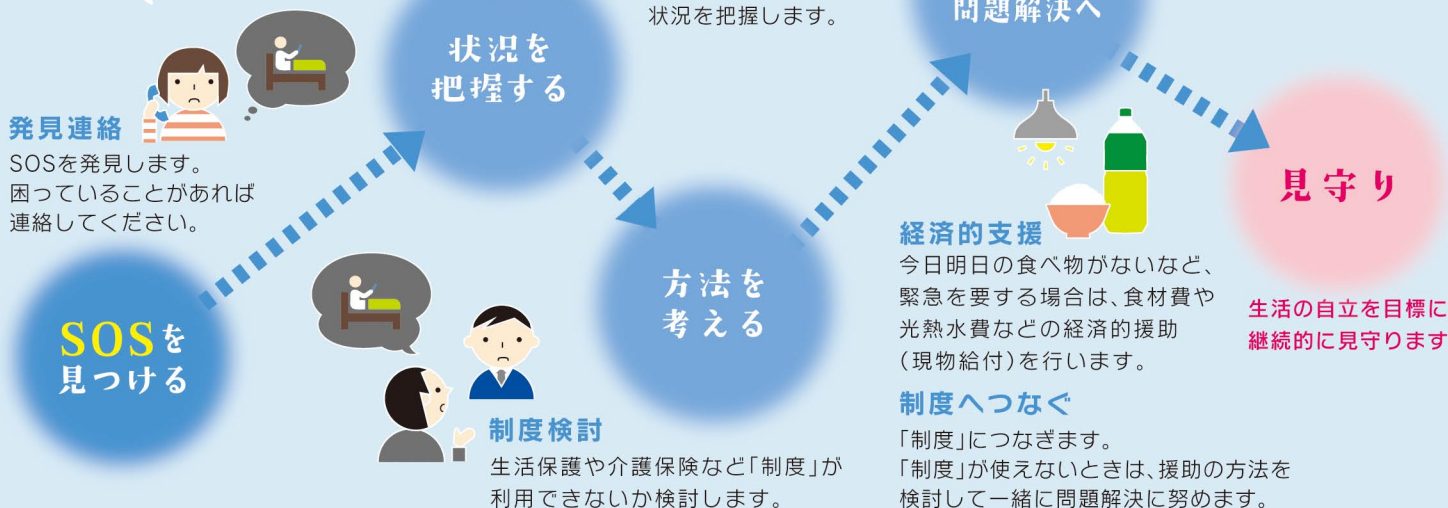 発見連絡
SOSを発見します。
困っていることがあれば
連絡してください。
SOSを
見つける
状況を
把握する
状況を把握します。
制度検討
生活保護や介護保険など「制度」が
利用できないか検討します。
方法を
考える
問題解決へ
経済的支援
今日明日の食べ物がないなど、
緊急を要する場合は、食材費や
光熱水費などの経済的援助
（現物給付）を行います。
制度へつなぐ
「制度」につなぎます。
「制度」が使えないときは、援助の方法を
検討して一緒に問題解決に努めます。
見守り
生活の自立を目標に
継続的に見守ります